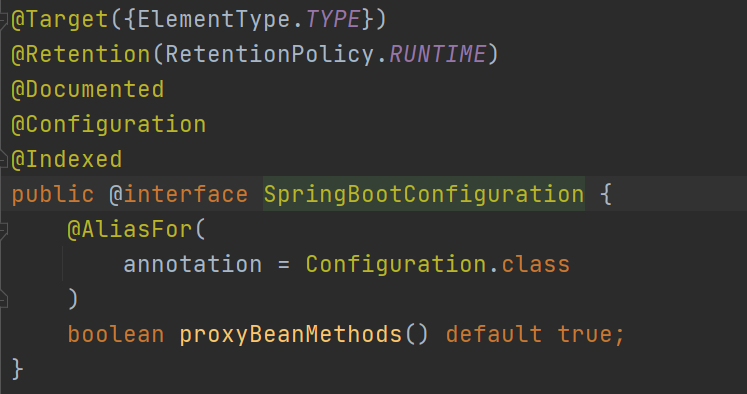 @Target({ElementType.TYPE})
@Retention(RetentionPolicy.RUNTIME)
@Documented
@Configuration
@Indexed
public @interface SpringBootConfiguration {
    @AliasFor(
        annotation = Configuration.class
    )
    boolean proxyBeanMethods() default true;
}